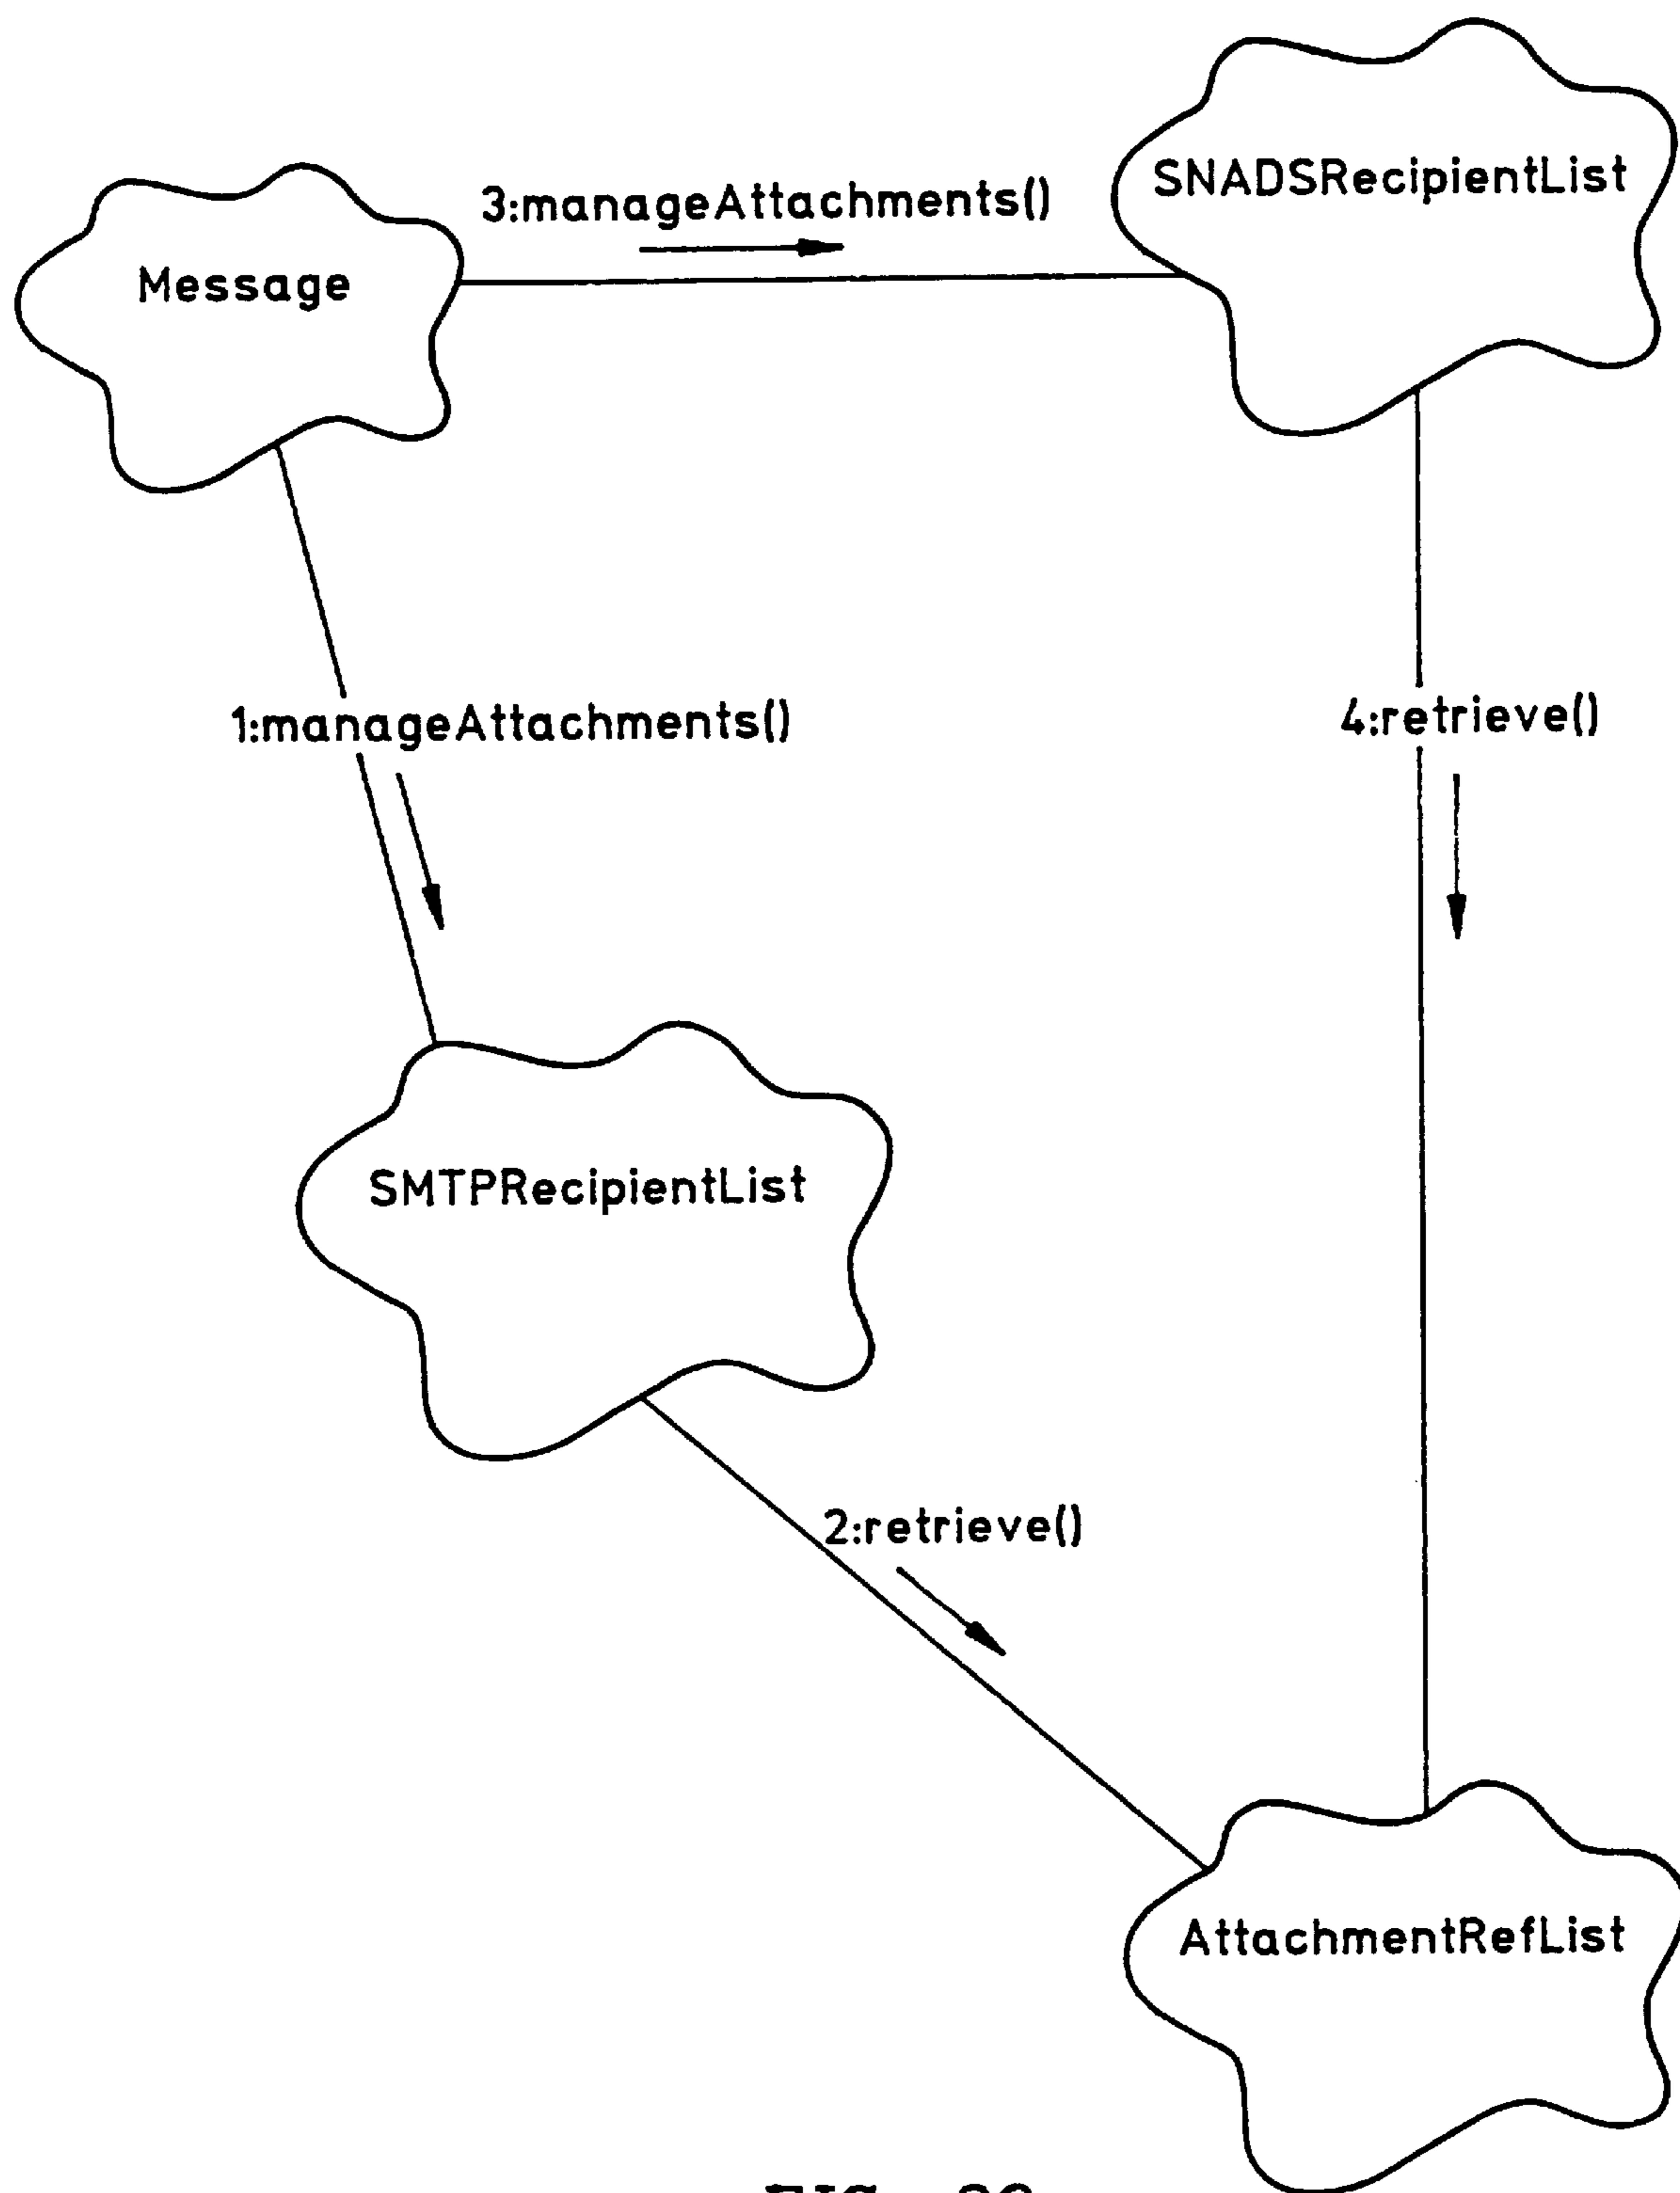 SNADSRecipientList
3:manageAttachments()
Message
1:manageAttachments()
4:retrieve()
SMTPRecipientList
2:retrieve()
AttachmentRefList